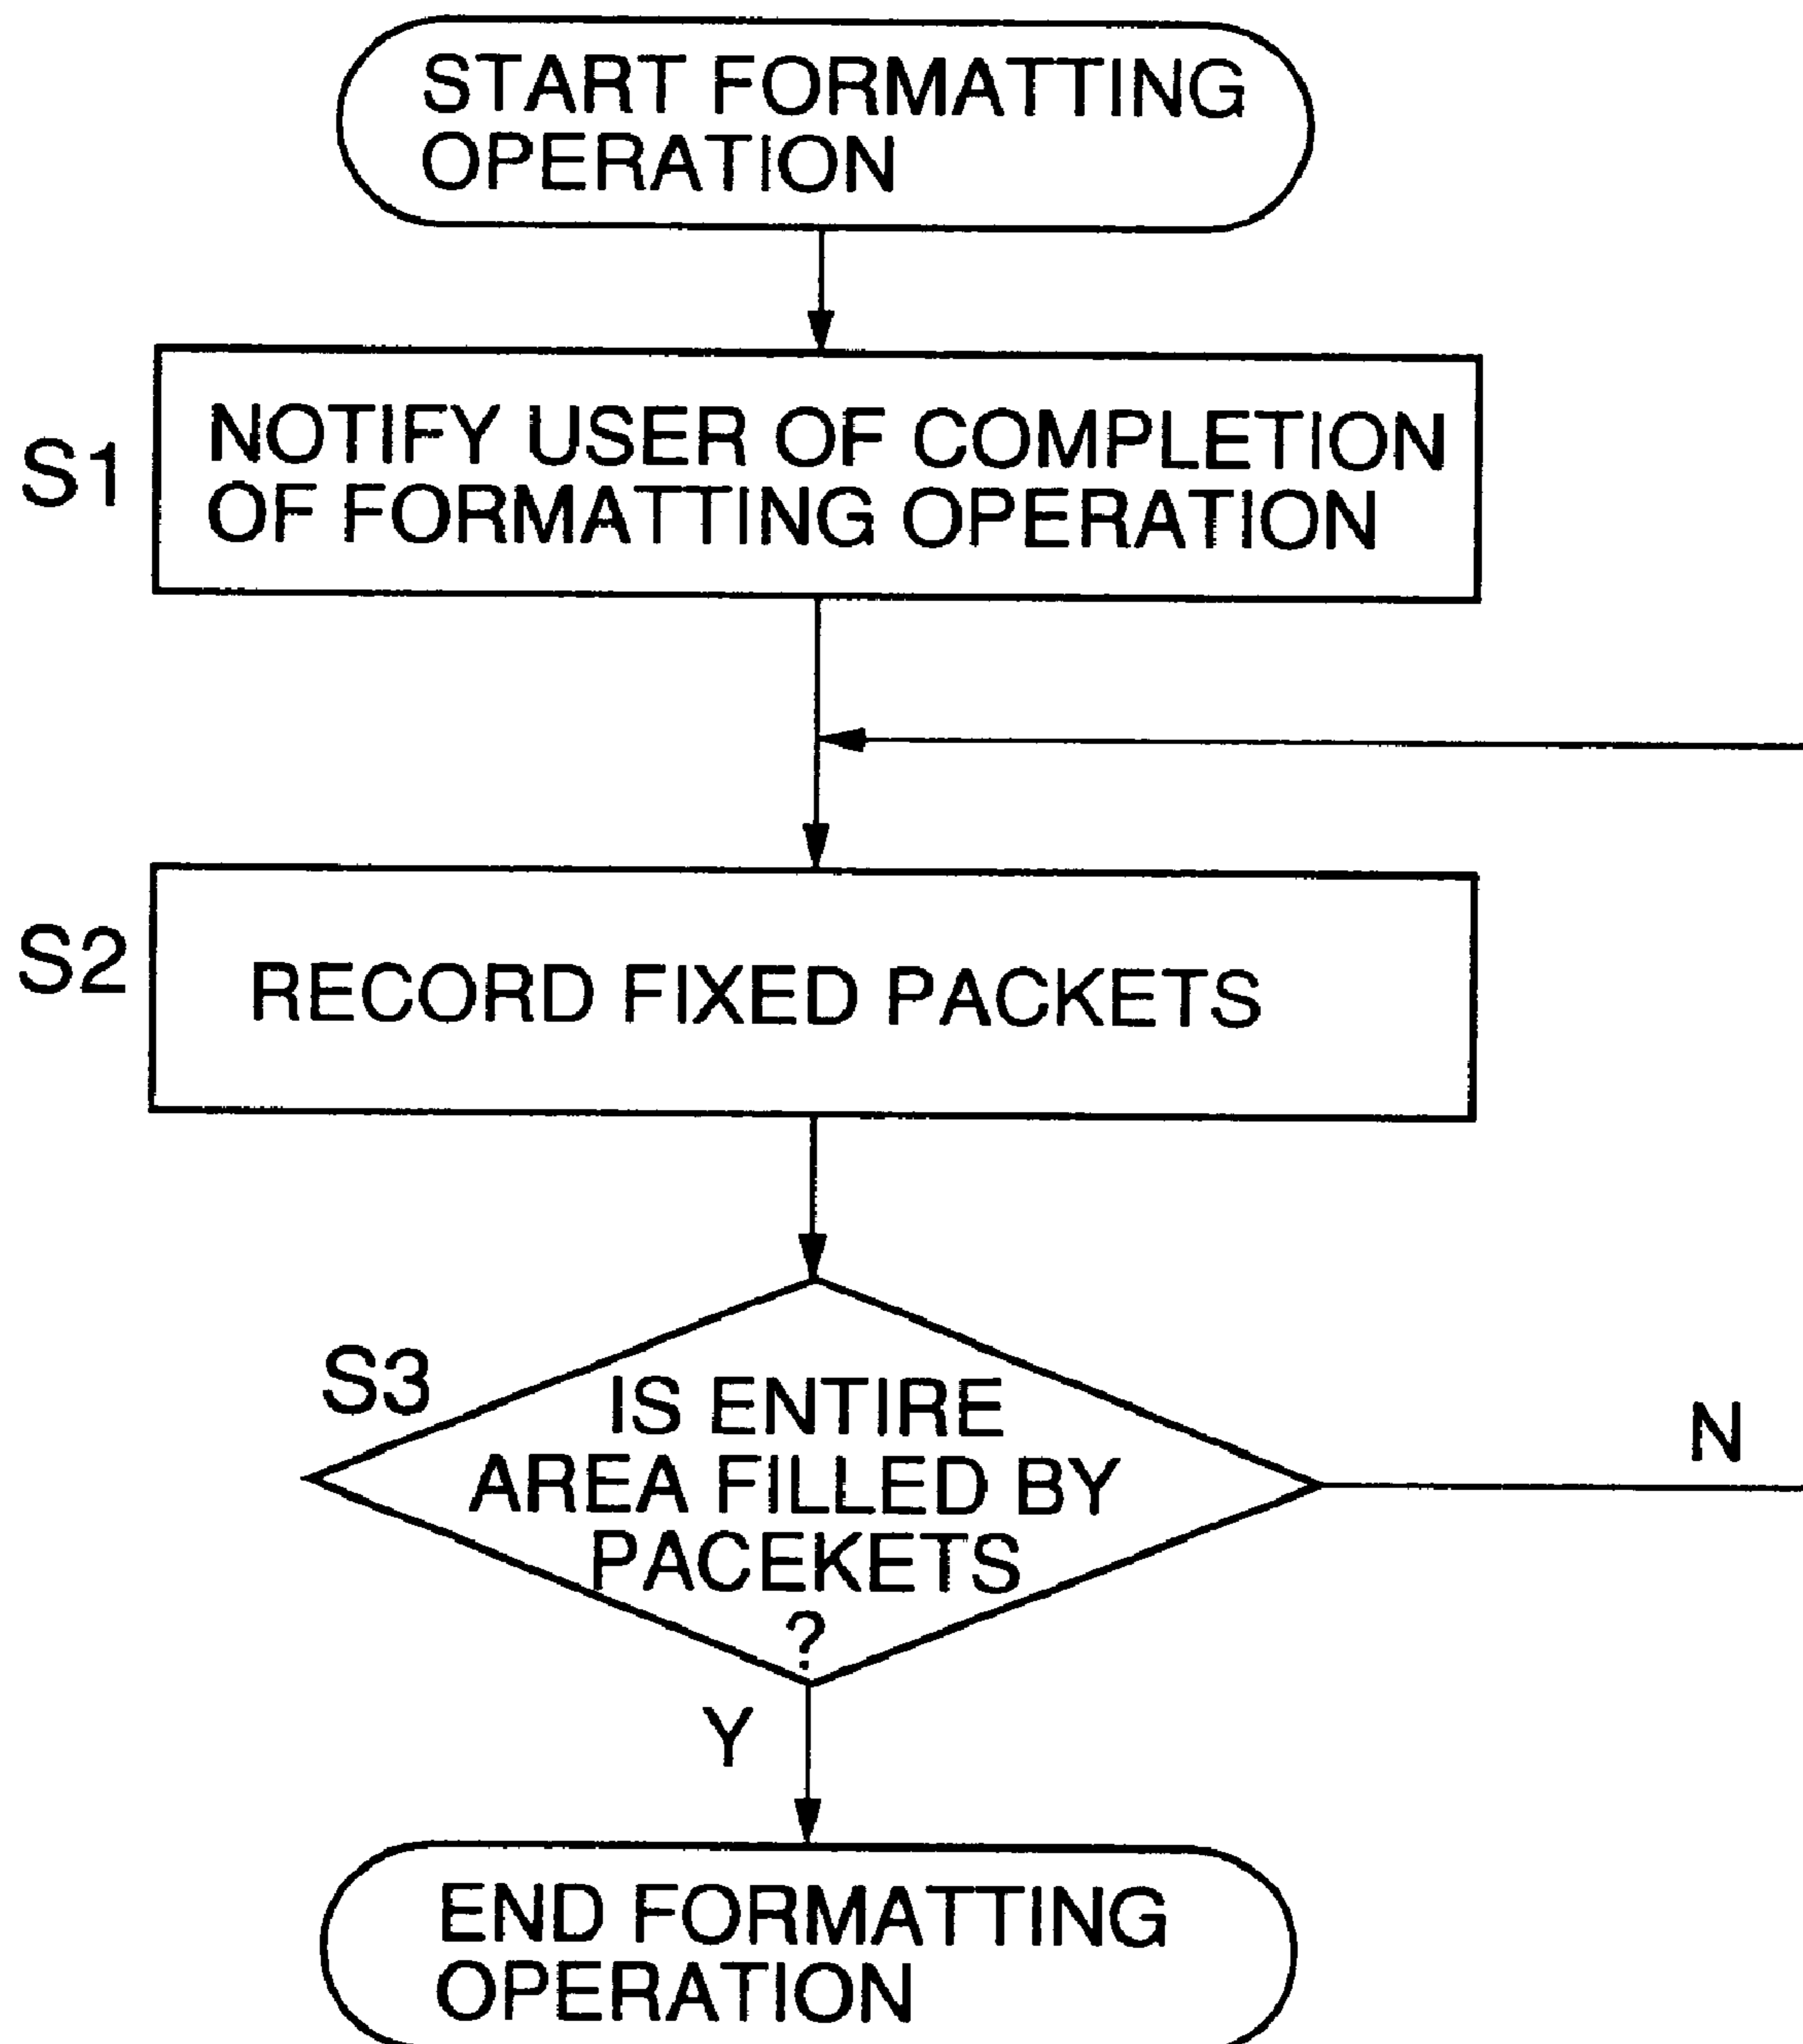 START FORMATTING
OPERATION
S1
NOTIFY USER OF COMPLETION
OF FORMATTING OPERATION
S2
RECORD FIXED PACKETS
S3
IS ENTIRE
AREA FILLED BY
PACEKETS
?
N
Y
END FORMATTING
OPERATION